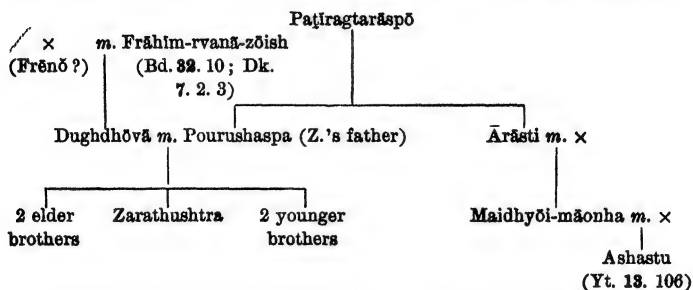 Paṭīragtarāspō
× m. Frāhīm-rvanā-zōish
(Frēnō ?) (Bd. 32. 10 ; Dk.
7. 2. 3)
Dughdhōvā m. Pourushaspa (Z.'s father) Ārāsti m. ×
2 elder Zarathushtra 2 younger Maidhyōi-māonha m. ×
brothers brothers
Ashastu
(Yt. 13. 106)